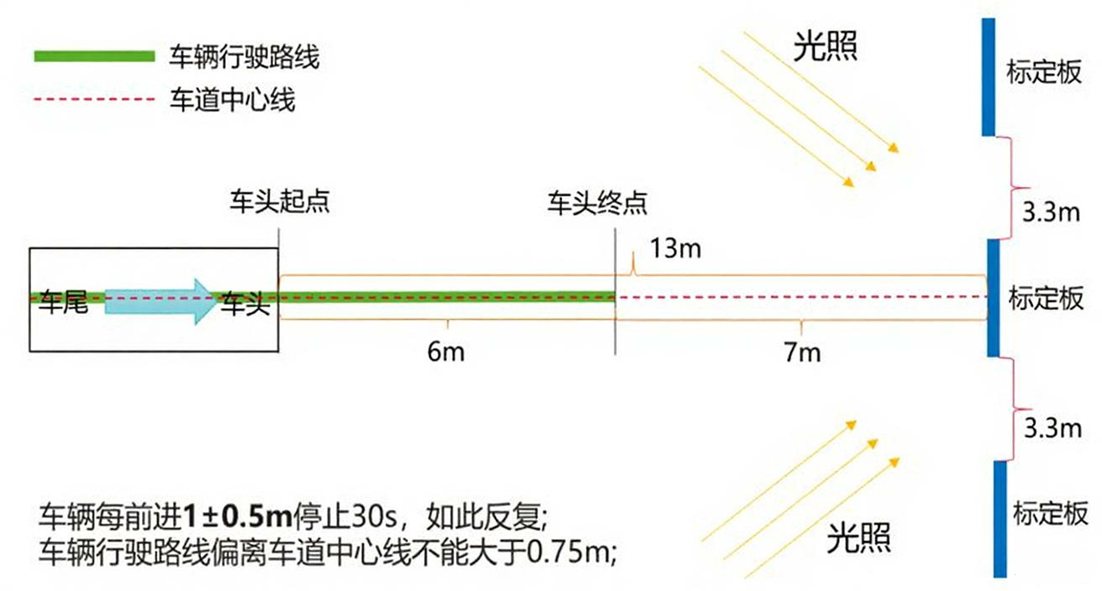 车辆行驶路线
光照
标定板
车道中心线
车头起点
车头终点
3.3m
13m
车尾
车头
标定板
6m
7m
3.3m
车辆每前进1±0.5m停止30s，如此反复;
标定板
光照
车辆行驶路线偏离车道中心线不能大于0.75m;